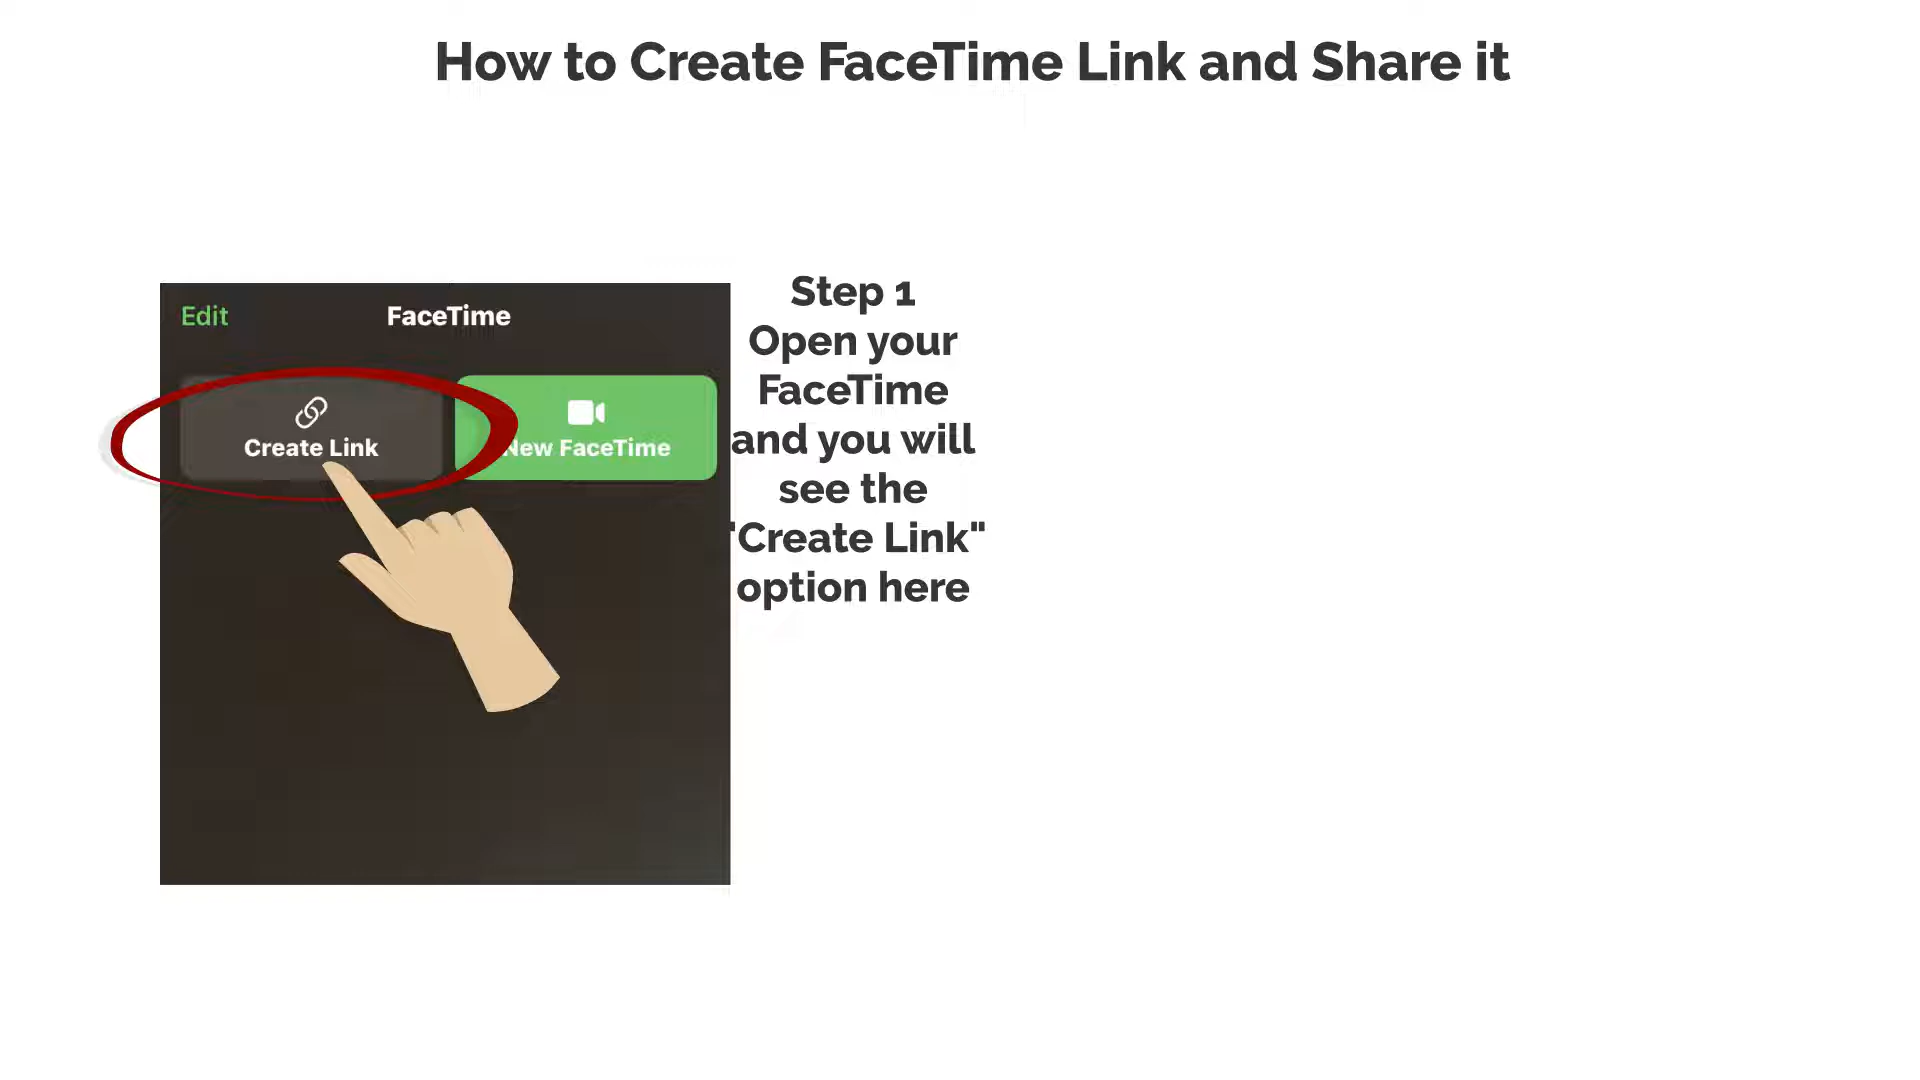 How to Create FaceTime Link and Share it
Edit
FaceTime
Create Link
New FaceTime
Step 1
Open your
FaceTime
and you will
see the
"Create Link"
option here